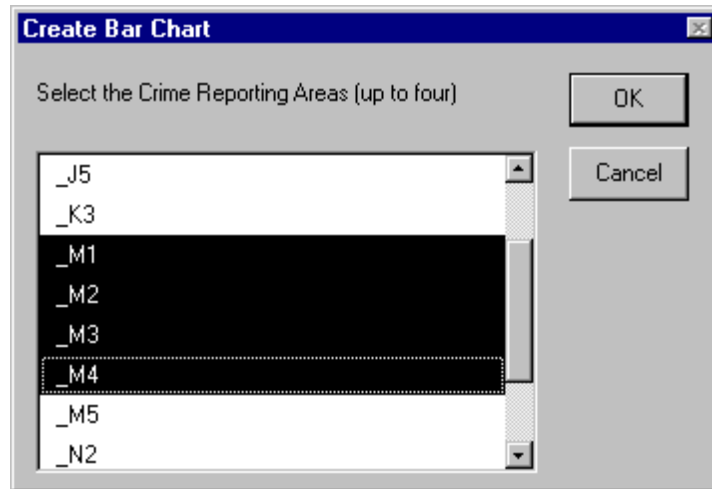 Create Bar Chart
Select the Crime Reporting Areas (up to four)
OK
Cancel
_J5
_K3
_M1
_M2
_M3
_M4
_M5
_N2